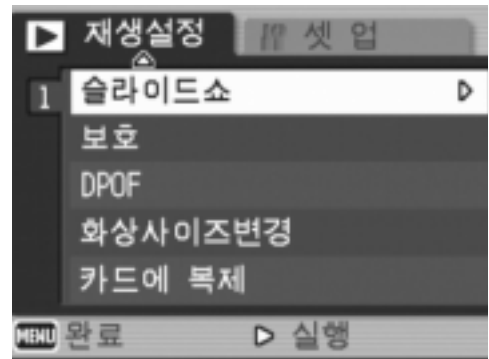 재생설정 셋 업
1 슬라이드쇼
보호
DPOF
화상사이즈변경
카드에 복제
MENU 완료 실행